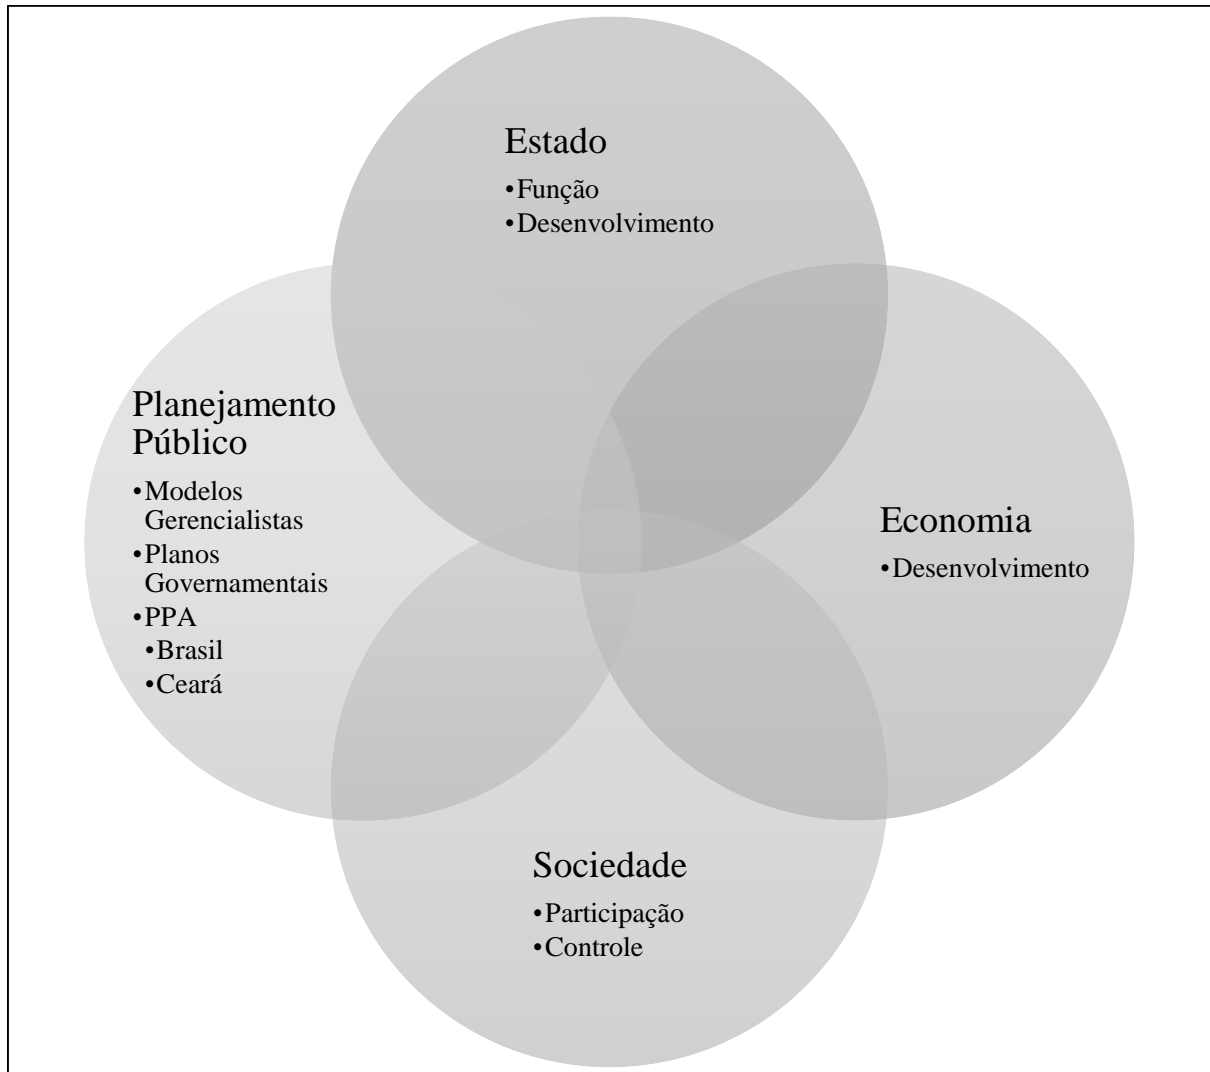 Estado
•Função
•Desenvolvimento
Planejamento
Público
•Modelos
Gerencialistas
•Planos
Governamentais
•PPA
•Brasil
•Ceará
Economia
•Desenvolvimento
Sociedade
•Participação
•Controle